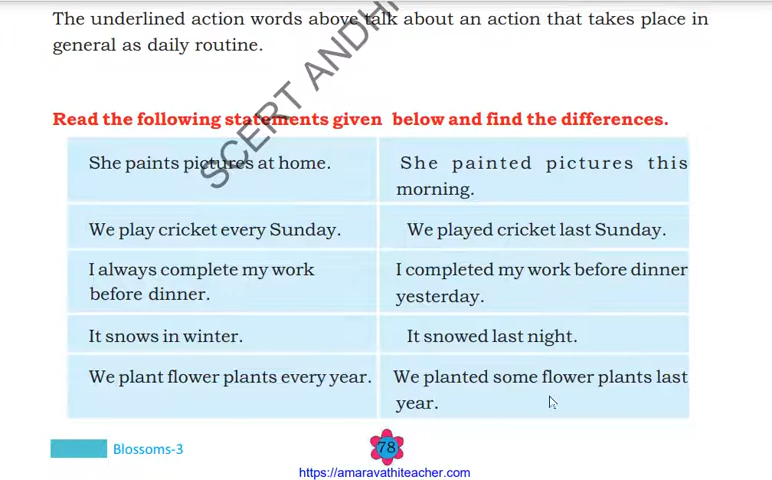 The underlined action words above talk about an action that takes place in
general as daily routine.
SCERT ANDH
Read the following statements given below and find the differences.
She paints pictures at home.
She painted pictures this
morning.
We play cricket every Sunday.
We played cricket last Sunday.
I always complete my work
before dinner.
I completed my work before dinner
yesterday.
It snows in winter.
It snowed last night.
We plant flower plants every year.
We planted some flower plants last
year.
Blossoms-3
78
https://amaravathiteacher.com